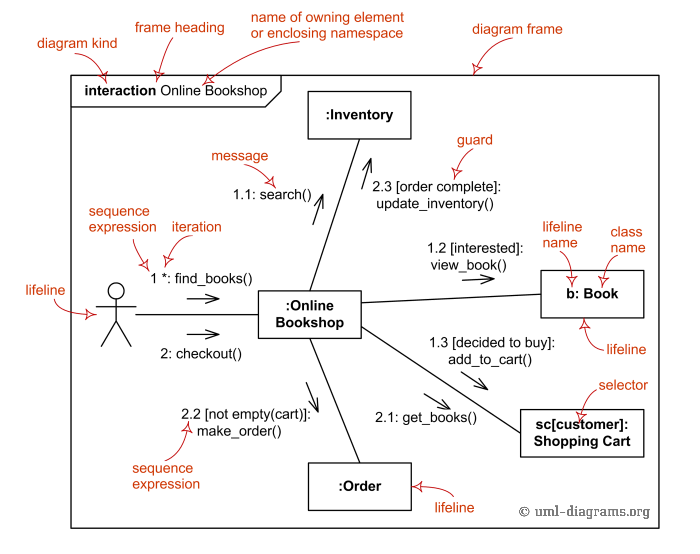 name of owning element
or enclosing namespace
frame heading
diagram kind
diagram frame
interaction Online Bookshop
:Inventory
guard
message
1.1: search()
2.3 [order complete]:
update_inventory()
sequence
expression
iteration
lifeline
name
class
name
1.2 [interested]:
view_book()
1 *: find_books()
lifeline
:Online
Bookshop
b: Book
2: checkout()
1.3 [decided to buy]:
add_to_cart()
lifeline
selector
2.2 [not empty(cart)]:
make_order()
2.1: get_books()
sc[customer]:
Shopping Cart
sequence
expression
:Order
lifeline
© uml-diagrams.org